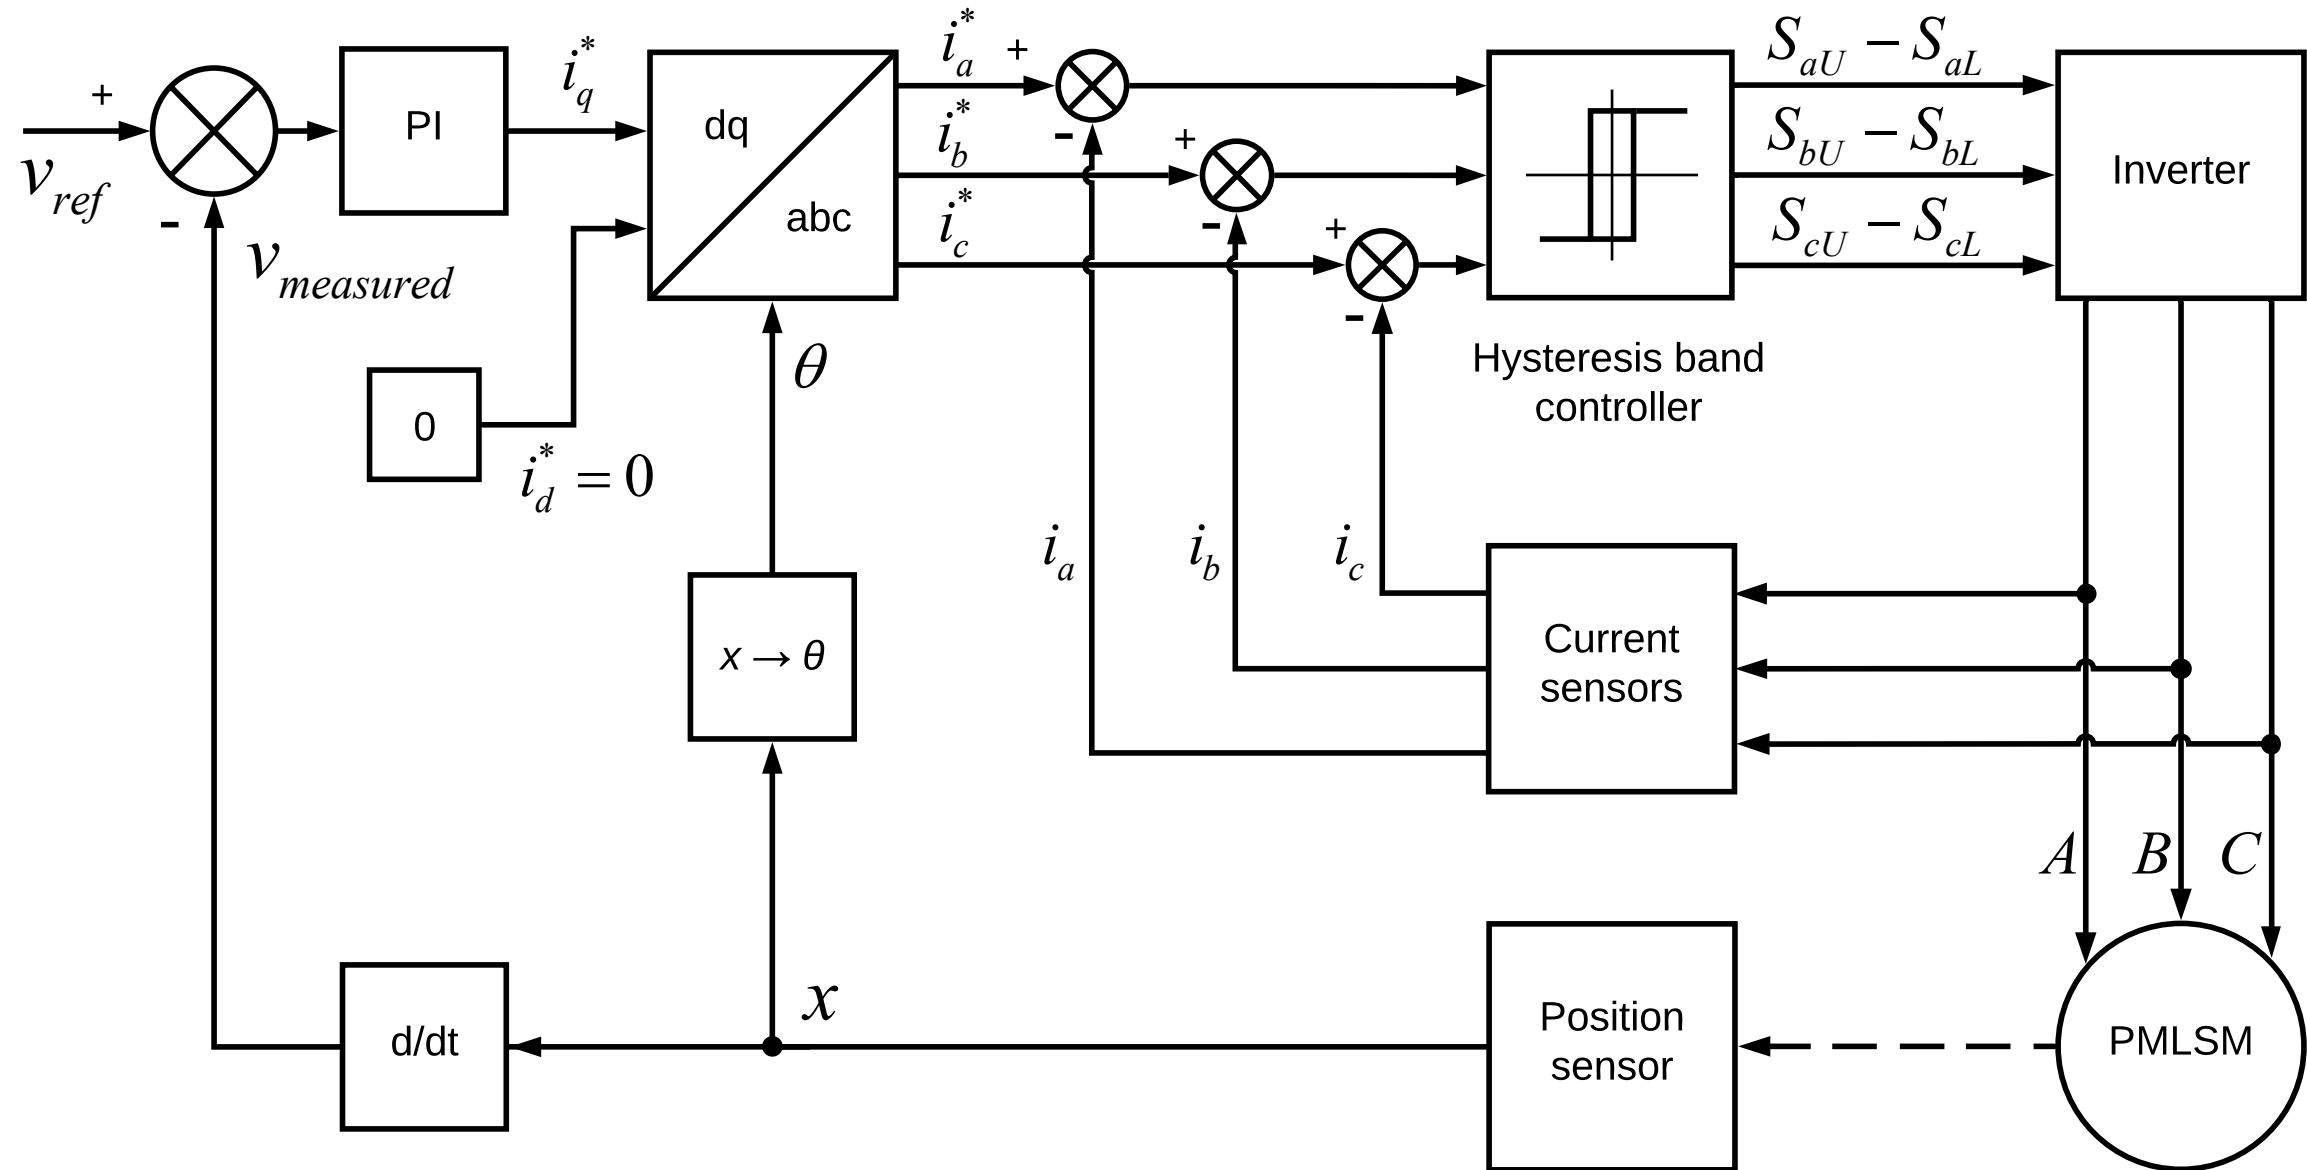 +
v_ref
-
v_measured
PI
i_q^*
0
i_d^* = 0
dq
abc
θ
x → θ
x
d/dt
i_a^*
+
-
i_b^*
+
-
i_c^*
+
-
i_a
i_b
i_c
Hysteresis band
controller
S_aU – S_aL
S_bU – S_bL
S_cU – S_cL
Inverter
Current
sensors
A
B
C
Position
sensor
PMLSM